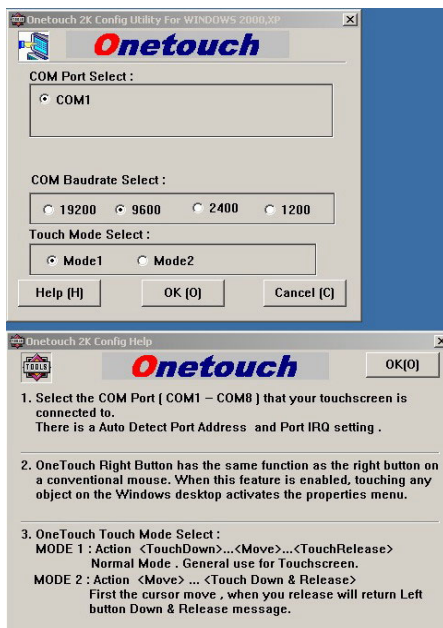 Onetouch 2K Config Utility For WINDOWS 2000,XP
Onetouch
COM Port Select :
COM1
COM Baudrate Select :
19200 9600 2400 1200
Touch Mode Select :
Mode1 Mode2
Help (H) OK (O) Cancel (C)
Onetouch 2K Config Help
TOOLS Onetouch OK(O)
1. Select the COM Port ( COM1 – COM8 ) that your touchscreen is
connected to.
There is a Auto Detect Port Address and Port IRQ setting .
2. OneTouch Right Button has the same function as the right button on
a conventional mouse. When this feature is enabled, touching any
object on the Windows desktop activates the properties menu.
3. OneTouch Touch Mode Select :
MODE 1 : Action <TouchDown>...<Move>...<TouchRelease>
Normal Mode . General use for Touchscreen.
MODE 2 : Action <Move> ... <Touch Down & Release>
First the cursor move , when you release will return Left
button Down & Release message.